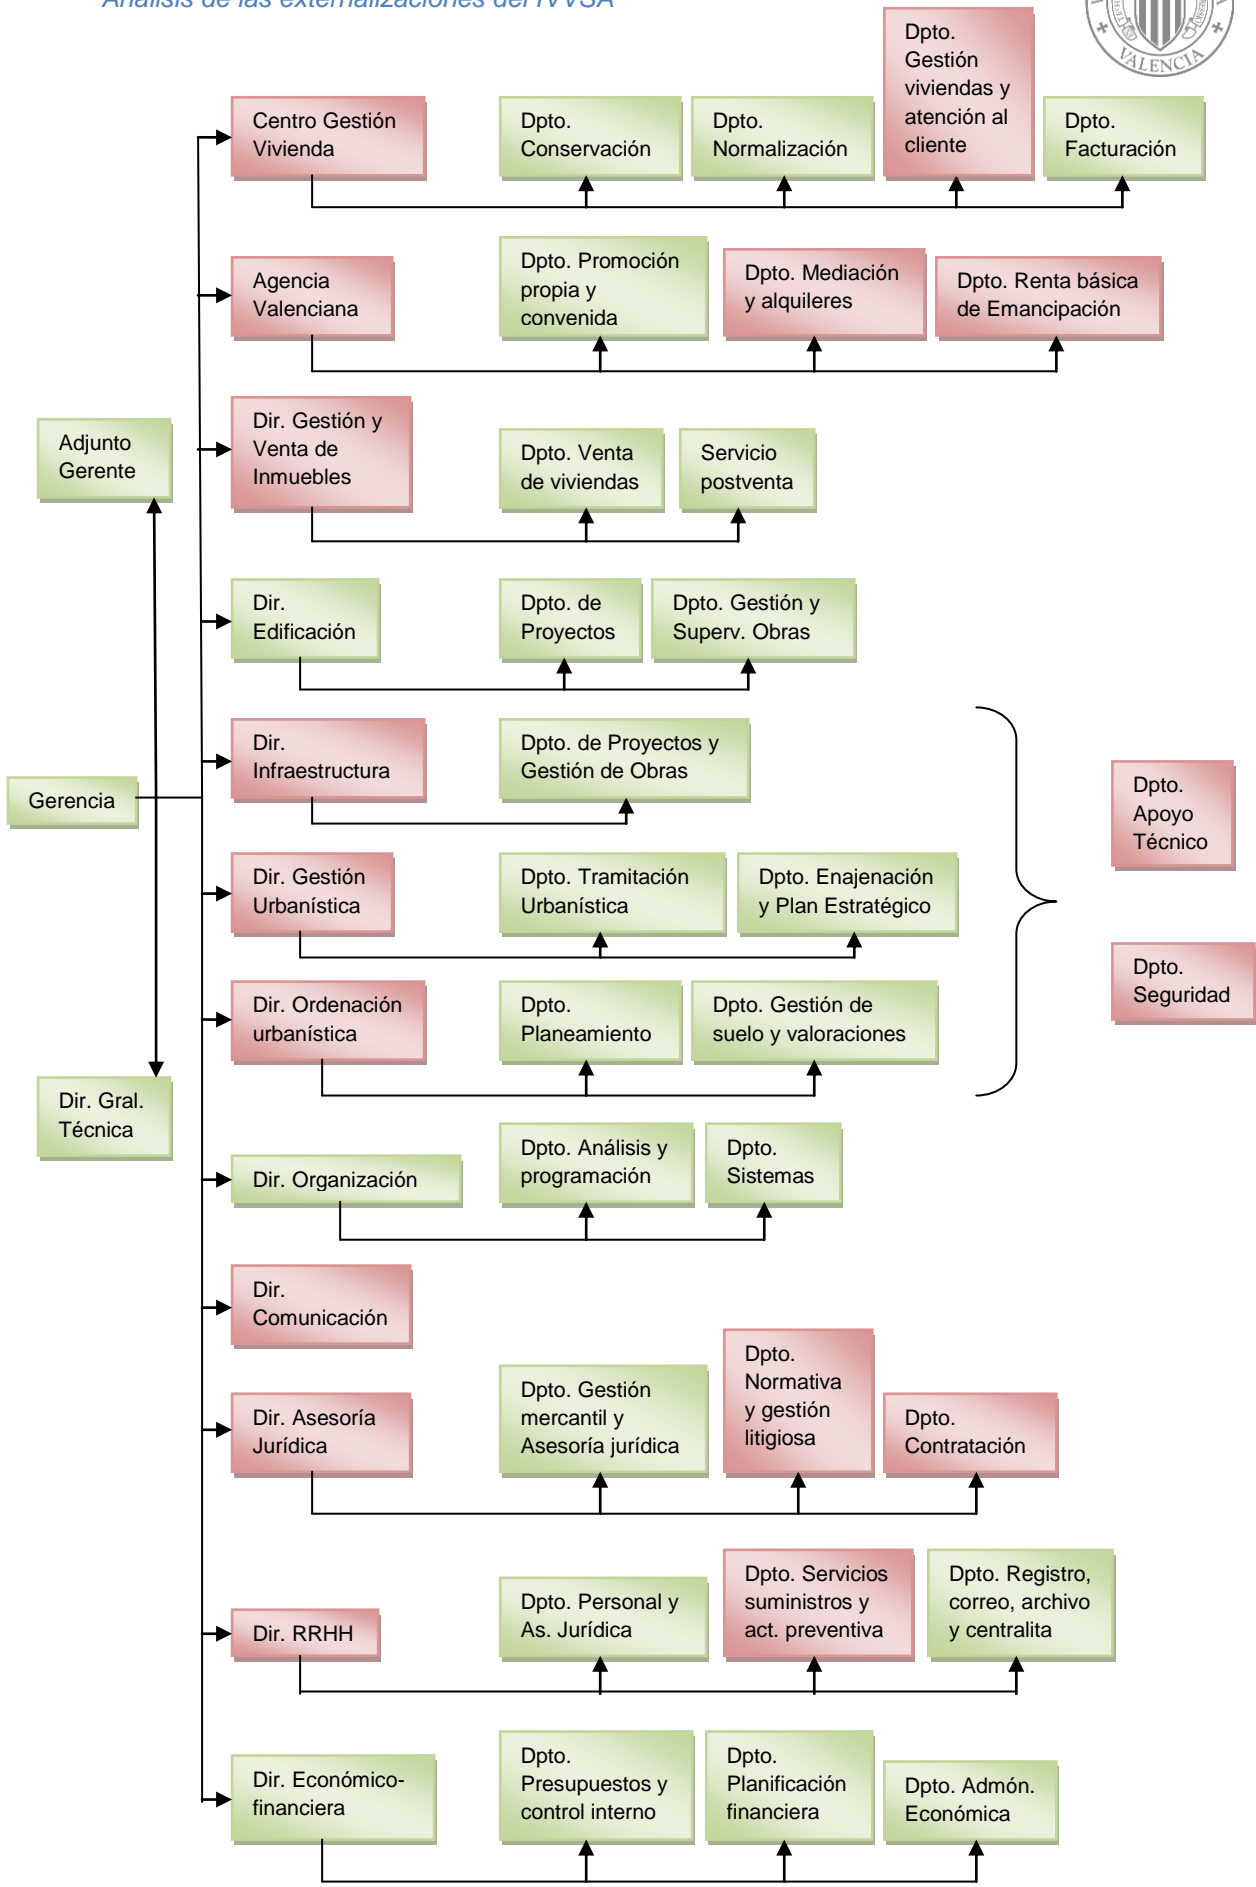 Análisis de las externalizaciones del IVVSA
VALENCIA
Centro Gestión
Vivienda
Dpto.
Conservación
Dpto.
Normalización
Dpto.
Gestión
viviendas y
atención al
cliente
Dpto.
Facturación
Agencia
Valenciana
Dpto. Promoción
propia y
convenida
Dpto. Mediación
y alquileres
Dpto. Renta básica
de Emancipación
Dir. Gestión y
Venta de
Inmuebles
Dpto. Venta
de viviendas
Servicio
postventa
Adjunto
Gerente
Dir.
Edificación
Dpto. de
Proyectos
Dpto. Gestión y
Superv. Obras
Dir.
Infraestructura
Dpto. de Proyectos y
Gestión de Obras
Gerencia
Dpto.
Apoyo
Técnico
Dir. Gestión
Urbanística
Dpto. Tramitación
Urbanística
Dpto. Enajenación
y Plan Estratégico
Dpto.
Seguridad
Dir. Ordenación
urbanística
Dpto.
Planeamiento
Dpto. Gestión de
suelo y valoraciones
Dir. Gral.
Técnica
Dir. Organización
Dpto. Análisis y
programación
Dpto.
Sistemas
Dir.
Comunicación
Dir. Asesoría
Jurídica
Dpto. Gestión
mercantil y
Asesoría jurídica
Dpto.
Normativa
y gestión
litigiosa
Dpto.
Contratación
Dir. RRHH
Dpto. Personal y
As. Jurídica
Dpto. Servicios
suministros y
act. preventiva
Dpto. Registro,
correo, archivo
y centralita
Dir. Económico-
financiera
Dpto.
Presupuestos y
control interno
Dpto.
Planificación
financiera
Dpto. Admón.
Económica